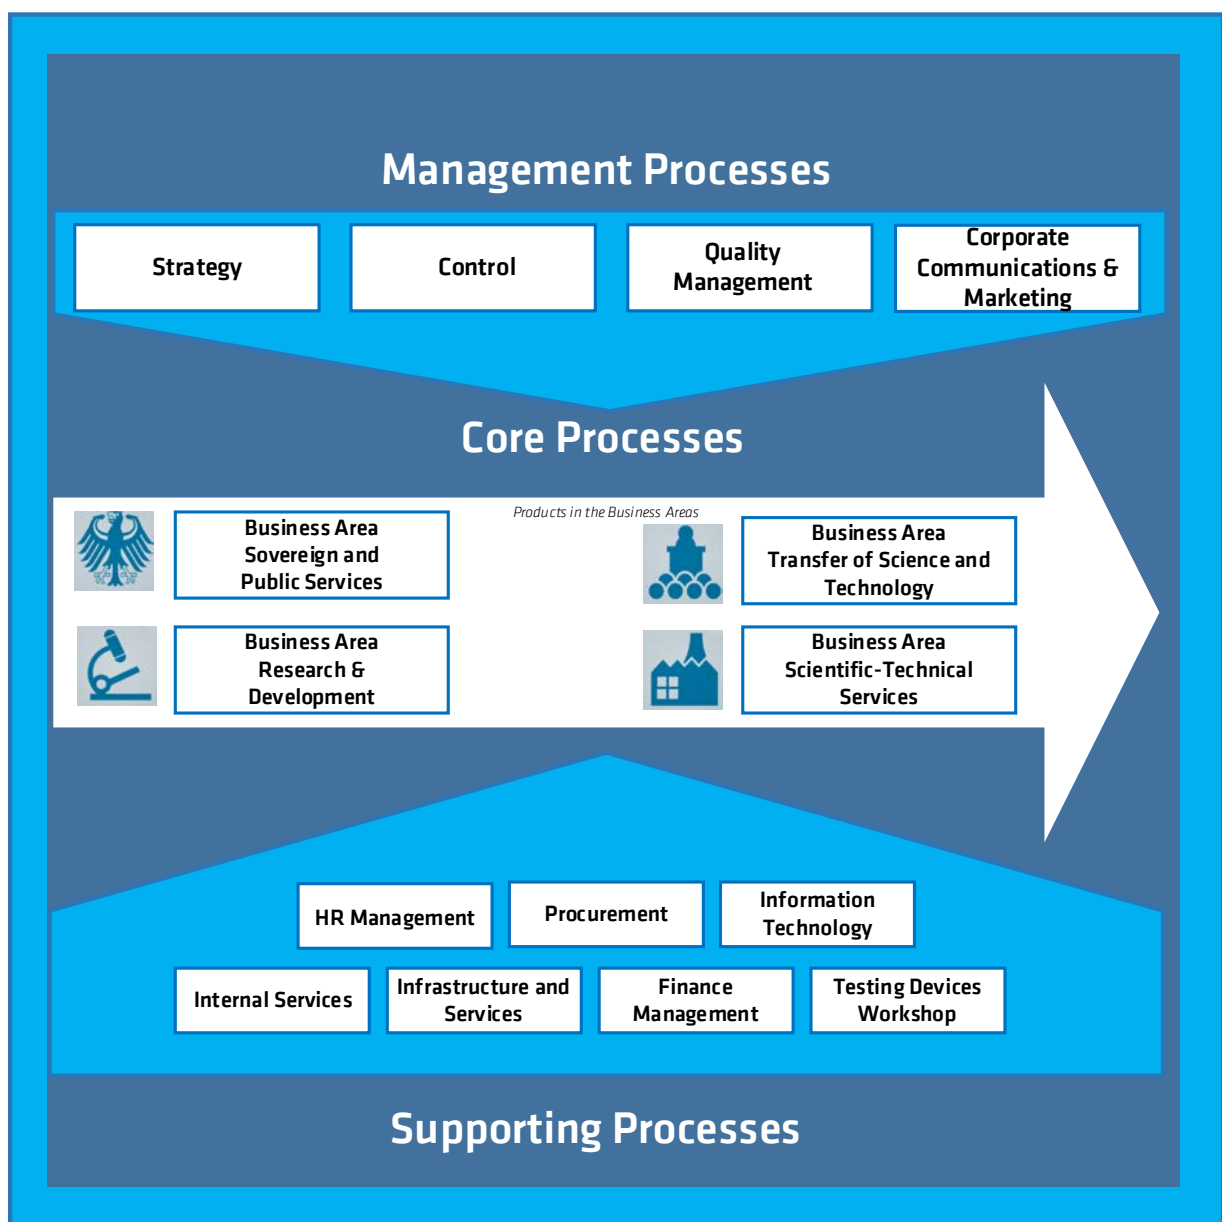 Management Processes
Strategy
Control
Quality
Management
Corporate
Communications &
Marketing
Core Processes
Products in the Business Areas
Business Area
Sovereign and
Public Services
Business Area
Transfer of Science and
Technology
Business Area
Research &
Development
Business Area
Scientific-Technical
Services
HR Management
Procurement
Information
Technology
Internal Services
Infrastructure and
Services
Finance
Management
Testing Devices
Workshop
Supporting Processes